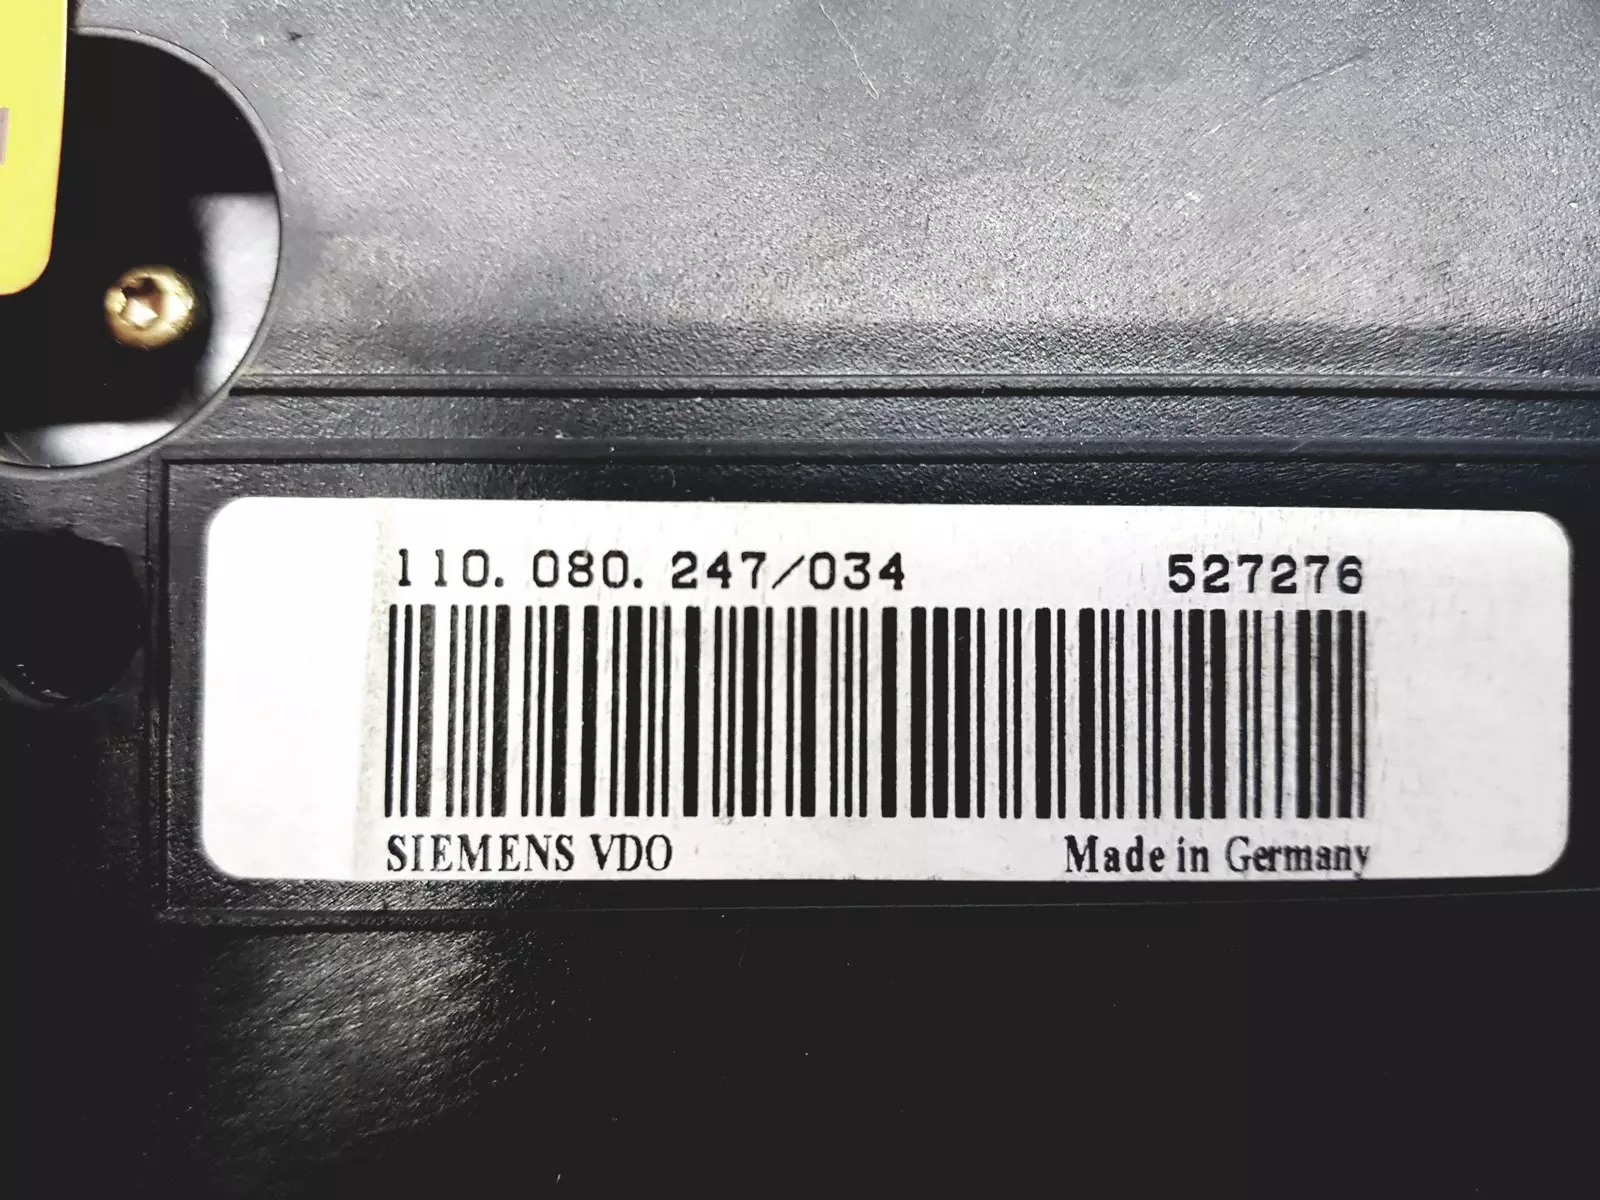 110.080.247/034 527276
SIEMENS VDO Made in Germany